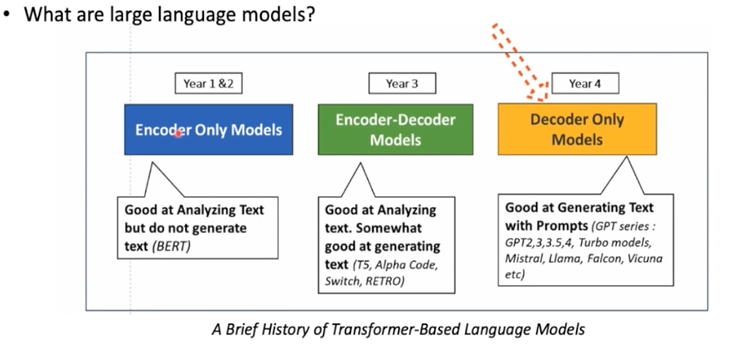 • What are large language models?
Year 1 &2
Year 3
Year 4
Encoder Only Models
Encoder-Decoder
Models
Decoder Only
Models
Good at Analyzing Text
but do not generate
text (BERT)
Good at Analyzing
text. Somewhat
good at generating
text (T5, Alpha Code,
Switch, RETRO)
Good at Generating Text
with Prompts (GPT series :
GPT2,3,3.5,4, Turbo models,
Mistral, Llama, Falcon, Vicuna
etc)
A Brief History of Transformer-Based Language Models